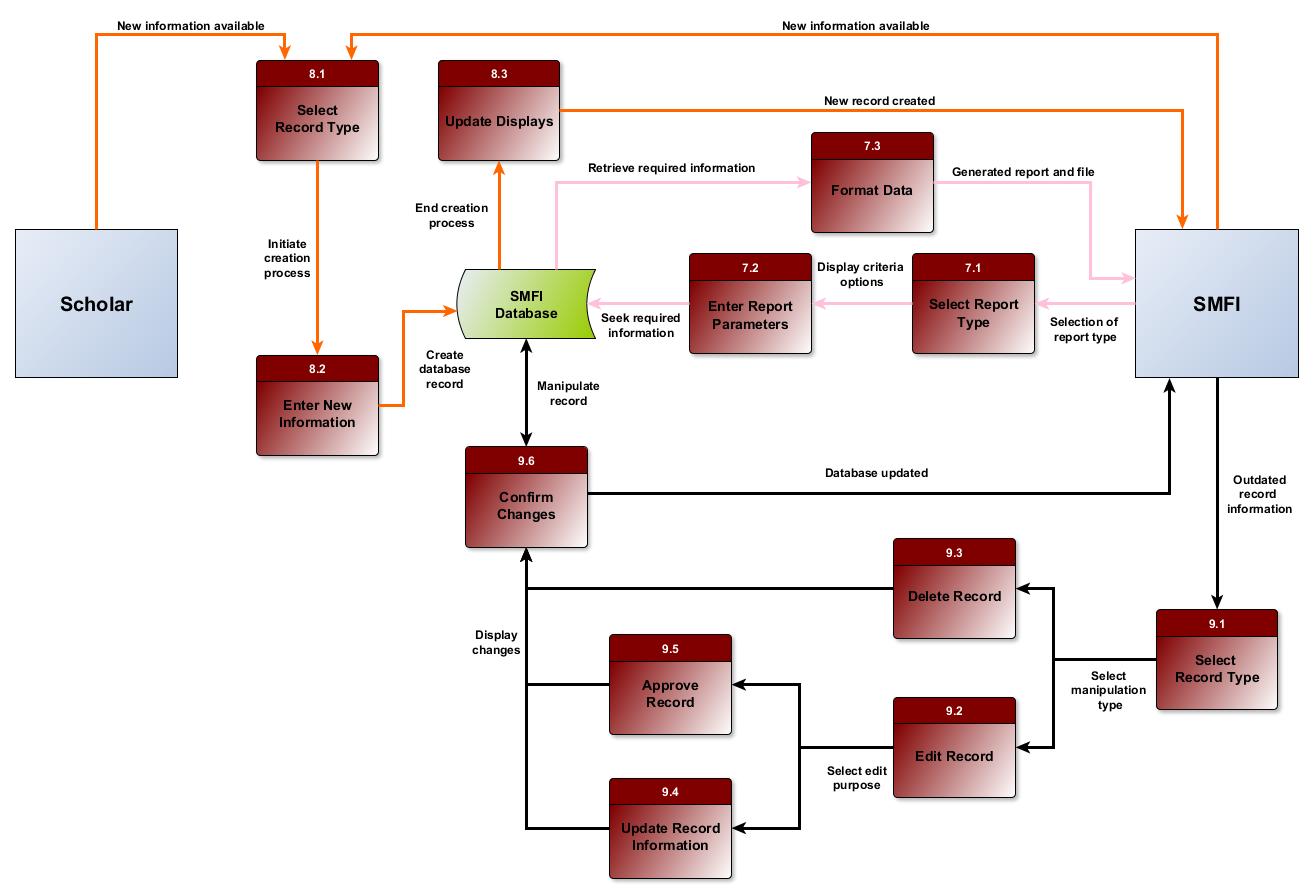 New information available
New information available
8.1
Select
Record Type
8.3
Update Displays
New record created
7.3
Format Data
Retrieve required information
Generated report and file
End creation
process
Initiate
creation
process
Scholar
SMFI
Database
7.2
Enter Report
Parameters
Display criteria
options
7.1
Select Report
Type
SMFI
Seek required
information
Selection of
report type
8.2
Enter New
Information
Create
database
record
Manipulate
record
9.6
Confirm
Changes
Database updated
Outdated
record
information
9.3
Delete Record
9.1
Select
Record Type
Display
changes
9.5
Approve
Record
Select
manipulation
type
9.2
Edit Record
Select edit
purpose
9.4
Update Record
Information